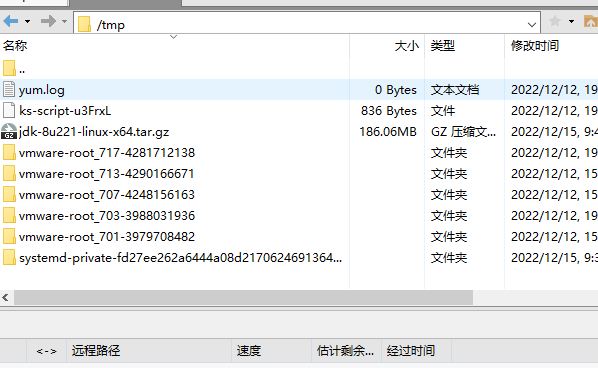 /tmp
名称 大小 类型 修改时间
..
yum.log 0 Bytes 文本文档 2022/12/12, 19
ks-script-u3FrxL 836 Bytes 文件 2022/12/12, 19
jdk-8u221-linux-x64.tar.gz 186.06MB GZ 压缩文... 2022/12/15, 9:4
vmware-root_717-4281712138 文件夹 2022/12/12, 19
vmware-root_713-4290166671 文件夹 2022/12/12, 15
vmware-root_707-4248156163 文件夹 2022/12/12, 15
vmware-root_703-3988031936 文件夹 2022/12/12, 19
vmware-root_701-3979708482 文件夹 2022/12/12, 15
systemd-private-fd27ee262a6444a08d2170624691364... 文件夹 2022/12/15, 9:3
<-> 远程路径 速度 估计剩余... 经过时间